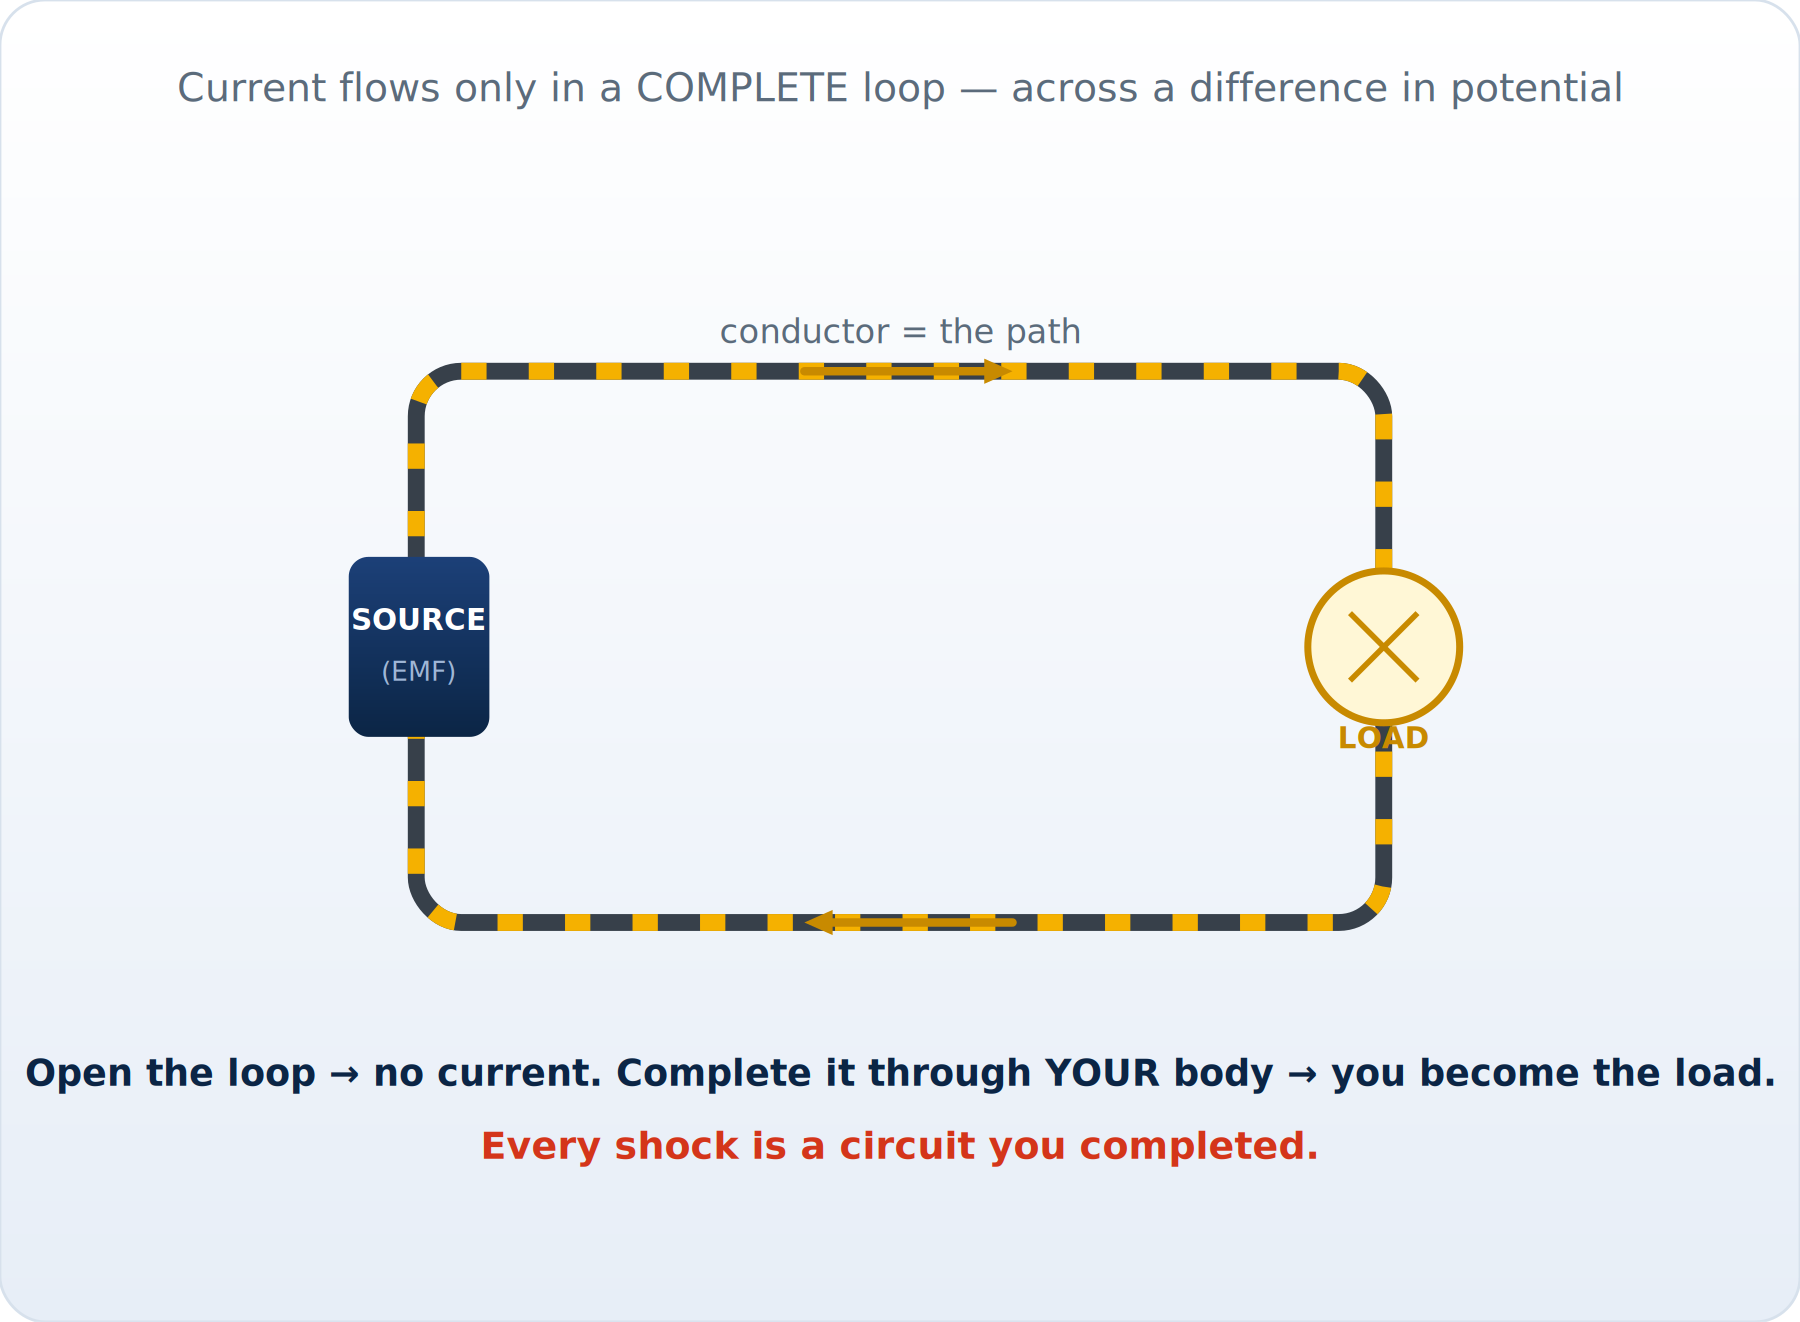 Current flows only in a COMPLETE loop — across a difference in potential
conductor = the path
SOURCE
(EMF)
LOAD
Open the loop → no current. Complete it through YOUR body → you become the load.
Every shock is a circuit you completed.